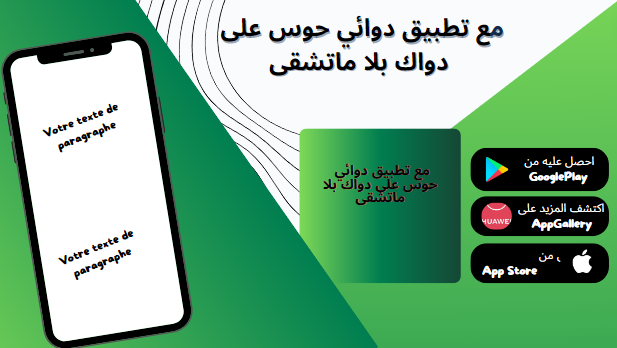 مع تطبيق دوائي حوس على
دواك بلا ماتشقى
Votre texte de
paragraphe
Votre texte de
paragraphe
مع تطبيق دوائي
حوس على دواك بلا
ماتشقى
احصل عليه من
GooglePlay
اكتشف المزيد على
HUAWEI
AppGallery
من
App Store